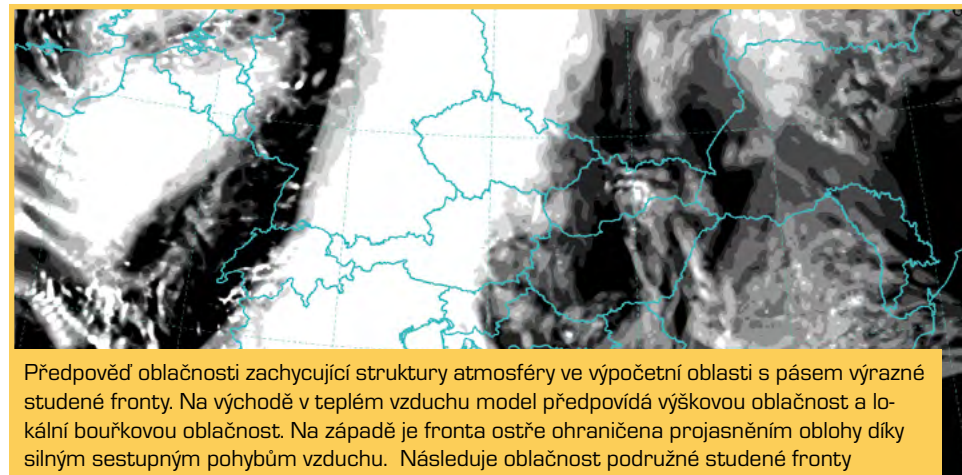 Předpověď oblačnosti zachycující struktury atmosféry ve výpočetní oblasti s pásem výrazné
studené fronty. Na východě v teplém vzduchu model předpovídá výškovou oblačnost a lo-
kální bouřkovou oblačnost. Na západě je fronta ostře ohraničena projasněním oblohy díky
silným sestupným pohybům vzduchu. Následuje oblačnost podružné studené fronty